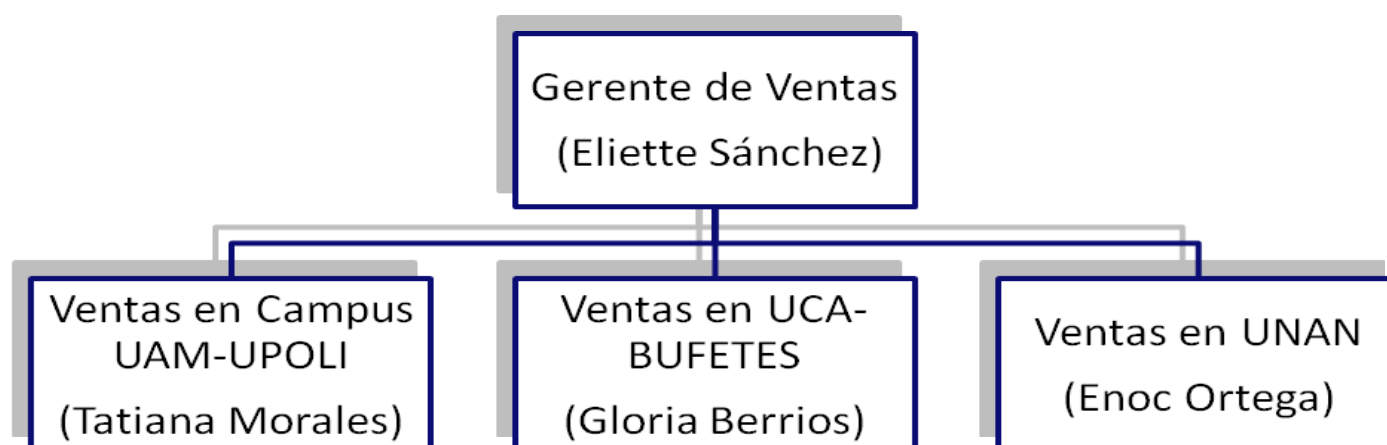 Gerente de Ventas
(Eliette Sánchez)
Ventas en Campus
UAM-UPOLI
(Tatiana Morales)
Ventas en UCA-
BUFETES
(Gloria Berrios)
Ventas en UNAN
(Enoc Ortega)